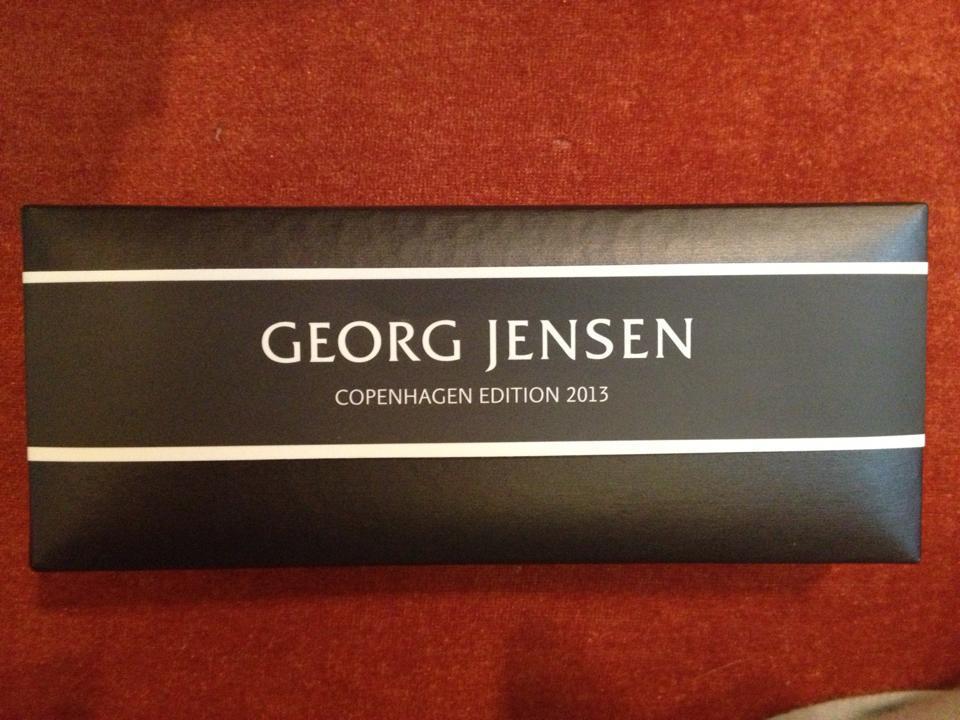 GEORG JENSEN
COPENHAGEN EDITION 2013